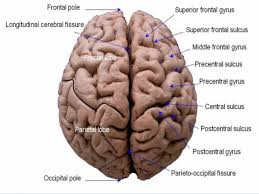 Frontal pole
Longitudinal cerebral fissure
Frontal lobe
Parietal lobe
Occipital pole
Superior frontal gyrus
Superior frontal sulcus
Middle frontal gyrus
Precentral sulcus
Precentral gyrus
Central sulcus
Postcentral sulcus
Postcentral gyrus
Parieto-occipital fissure